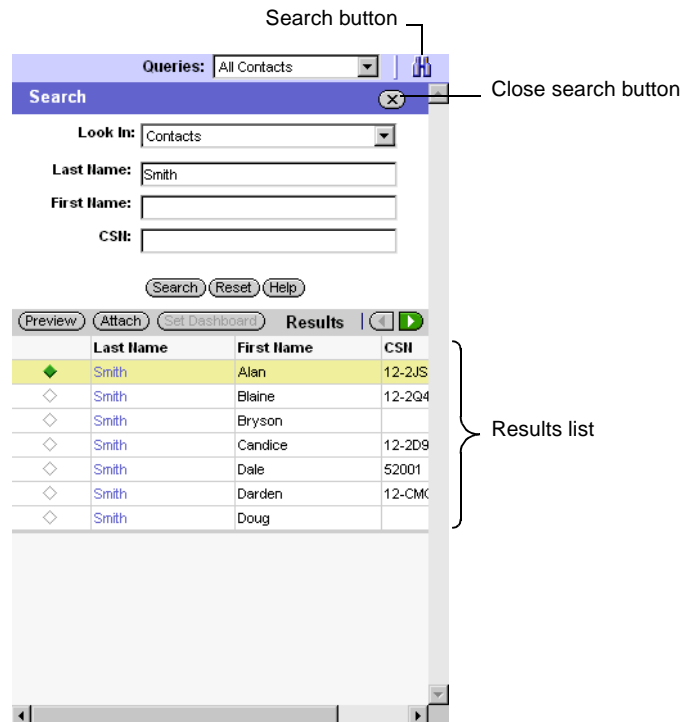 Search button
Queries: All Contacts
Search
Close search button
Look In: Contacts
Last Name: Smith
First Name:
CSN:
Search Reset Help
Preview Attach Set Dashboard Results
Last Name First Name CSN
Smith Alan 12-2JS
Smith Blaine 12-2Q4
Smith Bryson
Smith Candice 12-2D9
Smith Dale 52001
Smith Darden 12-CMC
Smith Doug
Results list